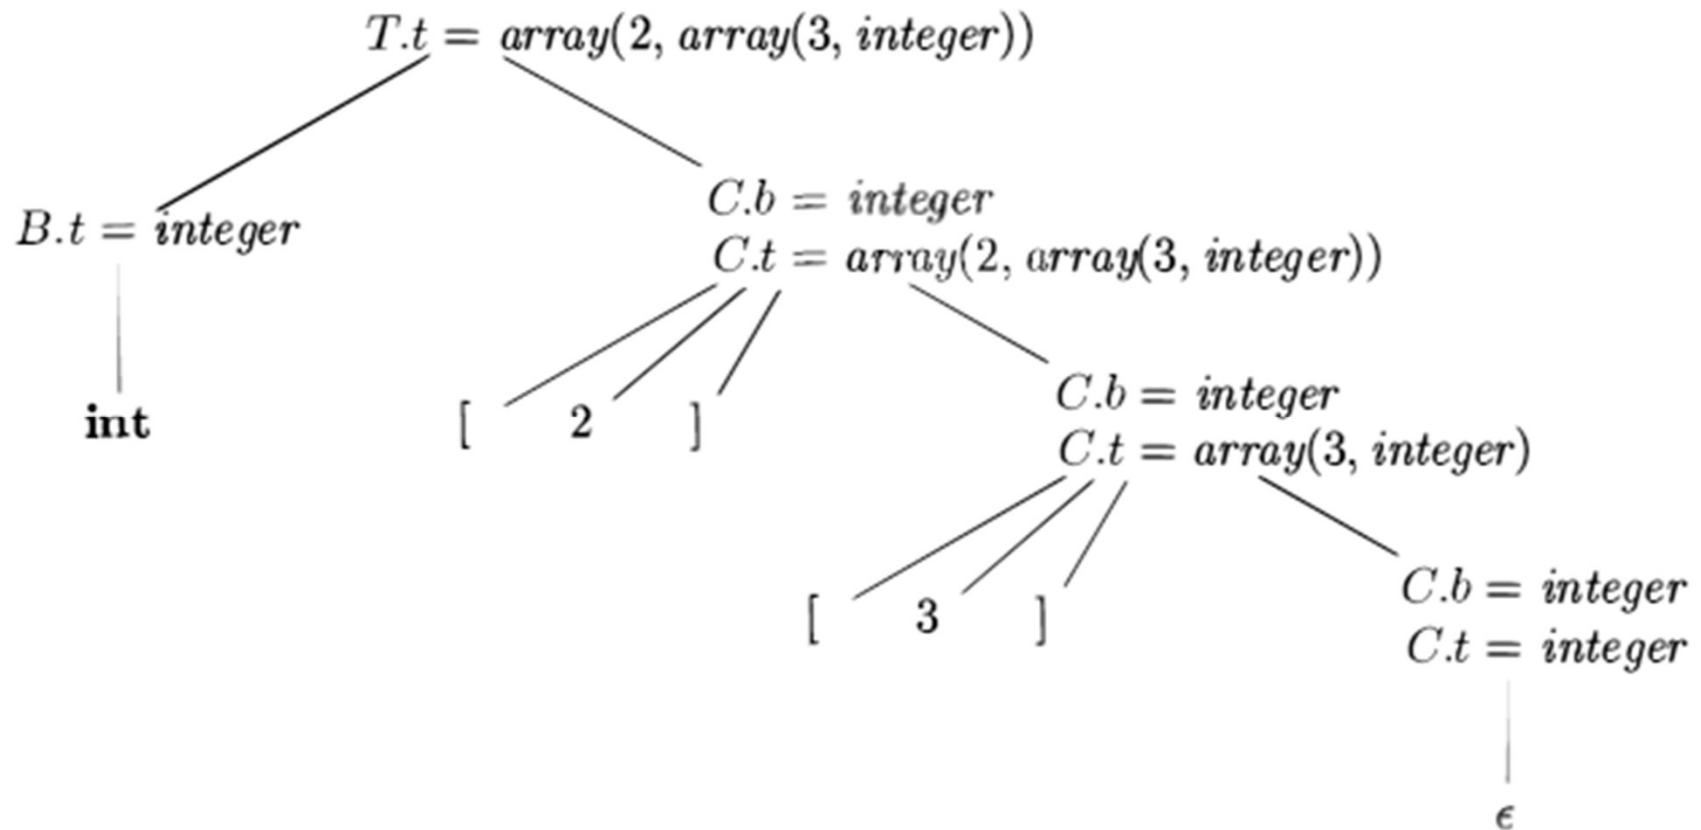 T.t = array(2, array(3, integer))
C.b = integer
B.t = integer
C.t = array(2, array(3, integer))
int
[ 2 ]
C.b = integer
C.t = array(3, integer)
[ 3 ]
C.b = integer
C.t = integer
ϵ